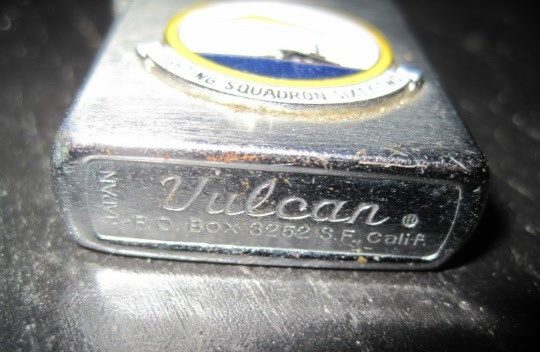 SQUADRON
Vulcan ®
P.O. Box 3252 S.F. Calif.
JAPAN